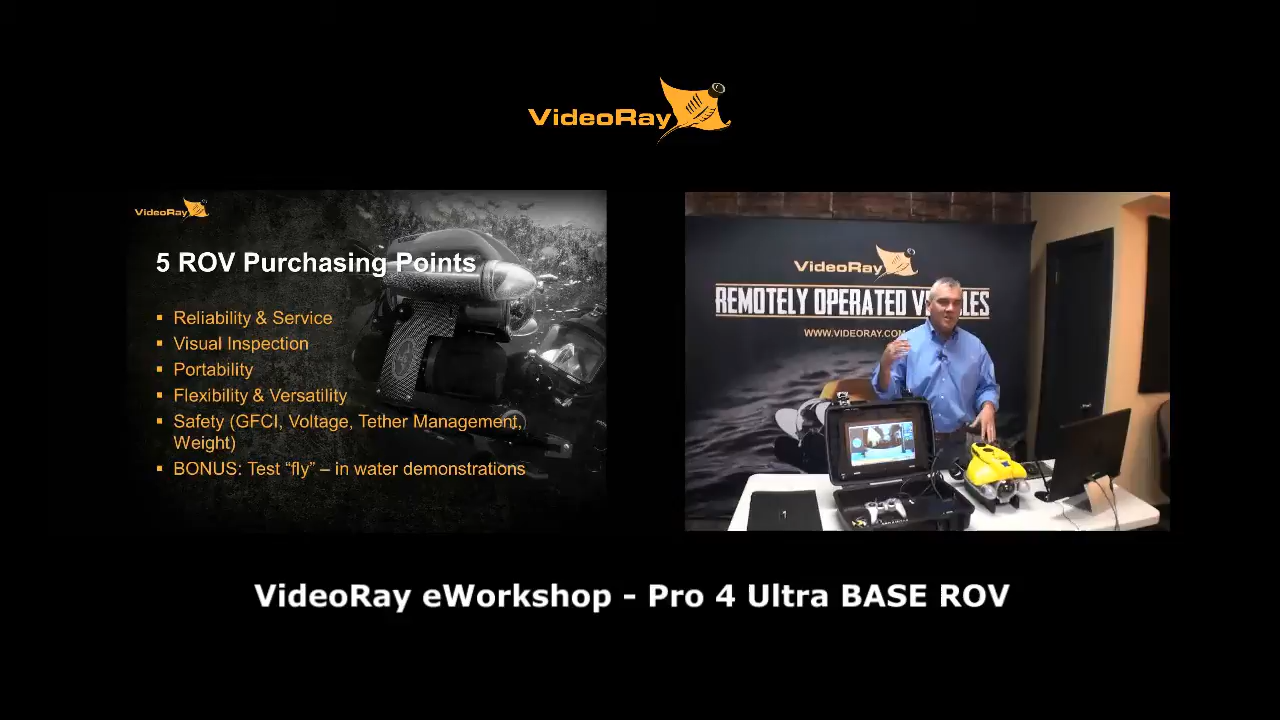 VideoRay
VideoRay
5 ROV Purchasing Points
▪ Reliability & Service
▪ Visual Inspection
▪ Portability
▪ Flexibility & Versatility
▪ Safety (GFCI, Voltage, Tether Management,
Weight)
▪ BONUS: Test “fly” – in water demonstrations
VideoRay
REMOTELY OPERATED
WWW.VIDEORAY.COM
VideoRay eWorkshop - Pro 4 Ultra BASE ROV